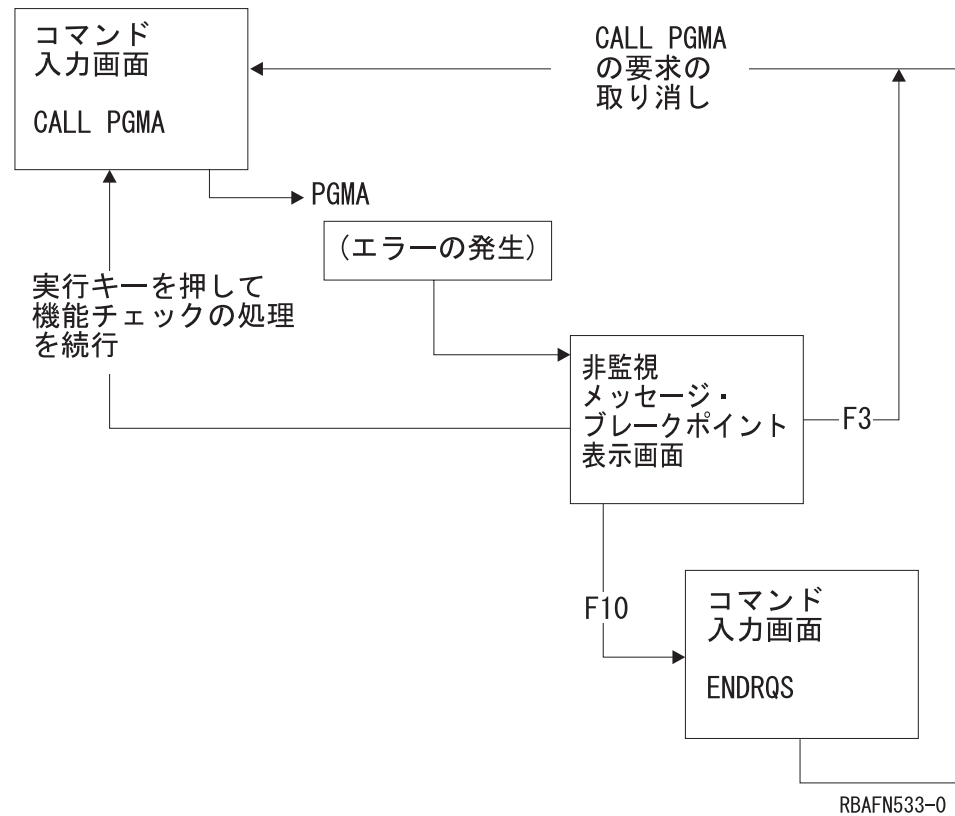 コマンド
入力画面
CALL PGMA
CALL PGMA
の要求の
取り消し
PGMA
(エラーの発生)
実行キーを押して
機能チェックの処理
を続行
非監視
メッセージ・
ブレークポイント
表示画面
F3
F10
コマンド
入力画面
ENDRQS
RBAFN533-0